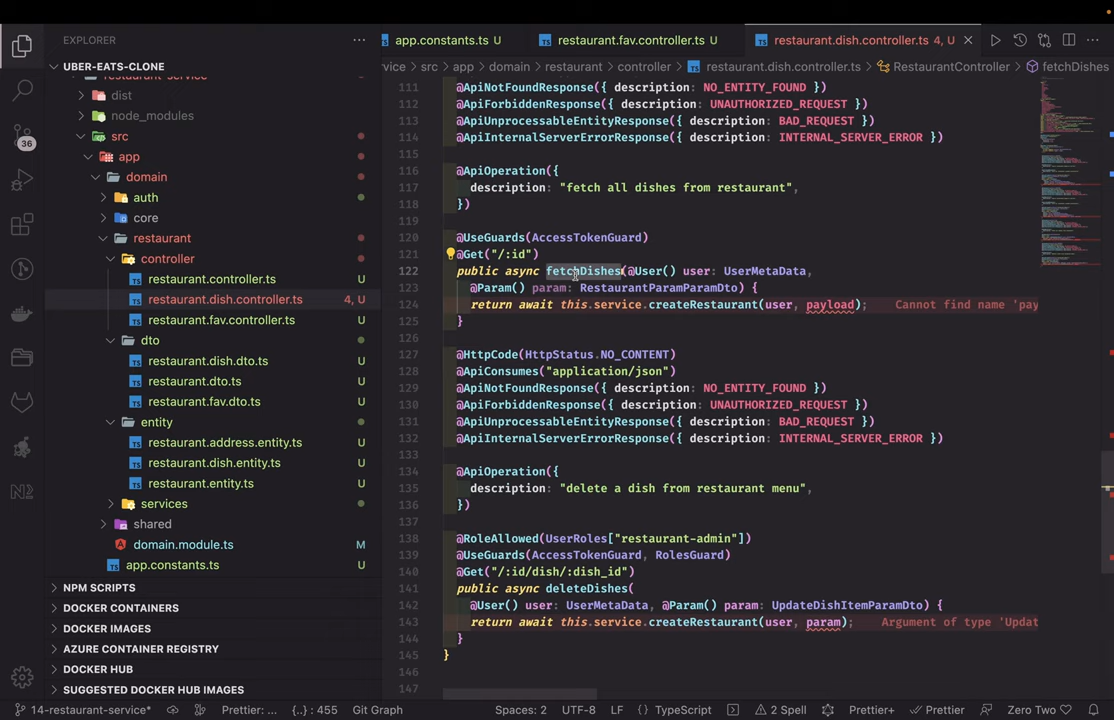 EXPLORER
UBER-EATS-CLONE
restaurant-service
dist
node_modules
src
app
domain
auth
core
restaurant
controller
restaurant.controller.ts U
restaurant.dish.controller.ts 4, U
restaurant.fav.controller.ts U
dto
restaurant.dish.dto.ts U
restaurant.dto.ts U
restaurant.fav.dto.ts U
entity
restaurant.address.entity.ts U
restaurant.dish.entity.ts U
restaurant.entity.ts U
services
shared
domain.module.ts M
app.constants.ts U
NPM SCRIPTS
DOCKER CONTAINERS
DOCKER IMAGES
AZURE CONTAINER REGISTRY
DOCKER HUB
SUGGESTED DOCKER HUB IMAGES
36
app.constants.ts U restaurant.fav.controller.ts U restaurant.dish.controller.ts 4, U
vice > src > app > domain > restaurant > controller > restaurant.dish.controller.ts > RestaurantController > fetchDishes
111 @ApiNotFoundResponse({ description: NO_ENTITY_FOUND })
112 @ApiForbiddenResponse({ description: UNAUTHORIZED_REQUEST })
113 @ApiUnprocessableEntityResponse({ description: BAD_REQUEST })
114 @ApiInternalServerErrorResponse({ description: INTERNAL_SERVER_ERROR })
115
116 @ApiOperation({
117 description: "fetch all dishes from restaurant",
118 })
119
120 @UseGuards(AccessTokenGuard)
121 @Get("/:id")
122 public async fetchDishes(@User() user: UserMetaData,
123 @Param() param: RestaurantParamParamDto) {
124 return await this.service.createRestaurant(user, payload); Cannot find name 'pay
125 }
126
127 @HttpCode(HttpStatus.NO_CONTENT)
128 @ApiConsumes("application/json")
129 @ApiNotFoundResponse({ description: NO_ENTITY_FOUND })
130 @ApiForbiddenResponse({ description: UNAUTHORIZED_REQUEST })
131 @ApiUnprocessableEntityResponse({ description: BAD_REQUEST })
132 @ApiInternalServerErrorResponse({ description: INTERNAL_SERVER_ERROR })
133
134 @ApiOperation({
135 description: "delete a dish from restaurant menu",
136 })
137
138 @RoleAllowed(UserRoles["restaurant-admin"])
139 @UseGuards(AccessTokenGuard, RolesGuard)
140 @Get("/:id/dish/:dish_id")
141 public async deleteDishes(
142 @User() user: UserMetaData, @Param() param: UpdateDishItemParamDto) {
143 return await this.service.createRestaurant(user, param); Argument of type 'Updat
144 }
145 }
146
147
14-restaurant-service* Prettier: ... {..} : 455 Git Graph Spaces: 2 UTF-8 LF {} TypeScript 2 Spell Prettier+ Prettier Zero Two